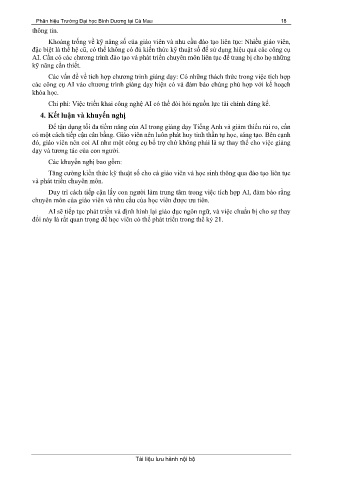 Phân hiệu Trường Đại học Bình Dương tại Cà Mau 18
thông tin.
Khoảng trống về kỹ năng số của giáo viên và nhu cầu đào tạo liên tục: Nhiều giáo viên,
đặc biệt là thế hệ cũ, có thể không có đủ kiến thức kỹ thuật số để sử dụng hiệu quả các công cụ
AI. Cần có các chương trình đào tạo và phát triển chuyên môn liên tục để trang bị cho họ những
kỹ năng cần thiết.
Các vấn đề về tích hợp chương trình giảng dạy: Có những thách thức trong việc tích hợp
các công cụ AI vào chương trình giảng dạy hiện có và đảm bảo chúng phù hợp với kế hoạch
khóa học.
Chi phí: Việc triển khai công nghệ AI có thể đòi hỏi nguồn lực tài chính đáng kể.
4. Kết luận và khuyến nghị
Để tận dụng tối đa tiềm năng của AI trong giảng dạy Tiếng Anh và giảm thiểu rủi ro, cần
có một cách tiếp cận cân bằng. Giáo viên nên luôn phát huy tinh thần tự học, sáng tạo. Bên cạnh
đó, giáo viên nên coi AI như một công cụ bổ trợ chứ không phải là sự thay thế cho việc giảng
dạy và tương tác của con người.
Các khuyến nghị bao gồm:
Tăng cường kiến thức kỹ thuật số cho cả giáo viên và học sinh thông qua đào tạo liên tục
và phát triển chuyên môn.
Duy trì cách tiếp cận lấy con người làm trung tâm trong việc tích hợp AI, đảm bảo rằng
chuyên môn của giáo viên và nhu cầu của học viên được ưu tiên.
AI sẽ tiếp tục phát triển và định hình lại giáo dục ngôn ngữ, và việc chuẩn bị cho sự thay
đổi này là rất quan trọng để học viên có thể phát triển trong thế kỷ 21.
Tài liệu lưu hành nội bộ